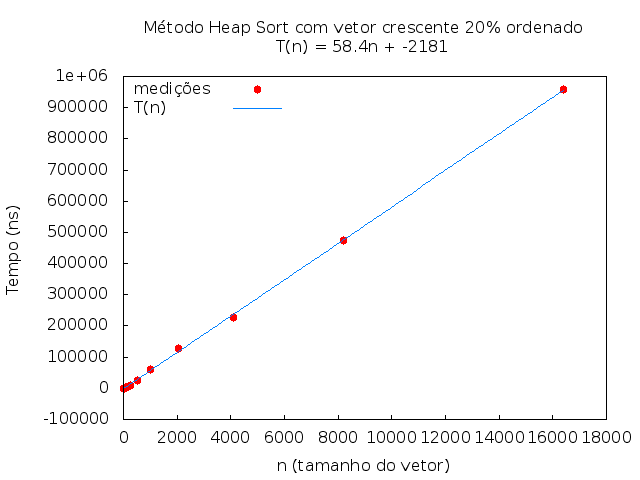 Método Heap Sort com vetor crescente 20% ordenado
T(n) = 58.4n + -2181
1e+06
900000
800000
700000
600000
500000
400000
300000
200000
100000
0
-100000
medições
T(n)
Tempo (ns)
0 2000 4000 6000 8000 10000 12000 14000 16000 18000
n (tamanho do vetor)